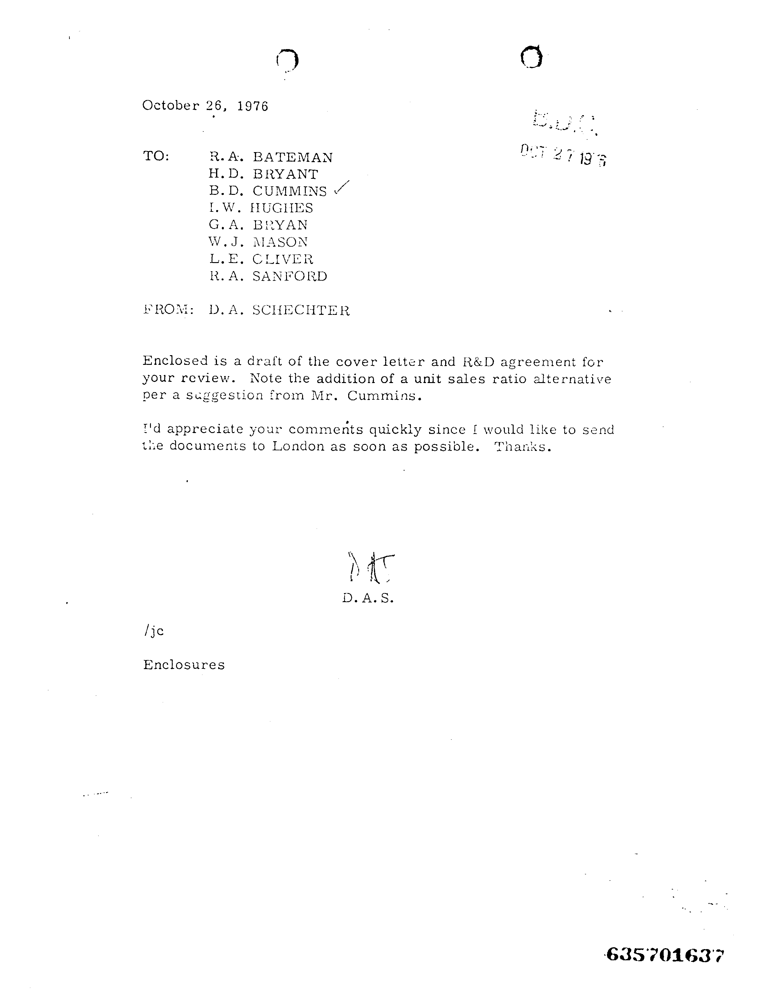 October 26, 1976
B.D.C.
OCT 27 1976
TO: R.A. BATEMAN
H.D. BRYANT
B.D. CUMMINS ✓
I.W. HUGHES
G.A. BRYAN
W.J. MASON
L.E. OLIVER
R.A. SANFORD
FROM: D.A. SCHECHTER
Enclosed is a draft of the cover letter and R&D agreement for
your review. Note the addition of a unit sales ratio alternative
per a suggestion from Mr. Cummins.
I'd appreciate your comments quickly since I would like to send
the documents to London as soon as possible. Thanks.
D.A.S.
/jc
Enclosures
635701637